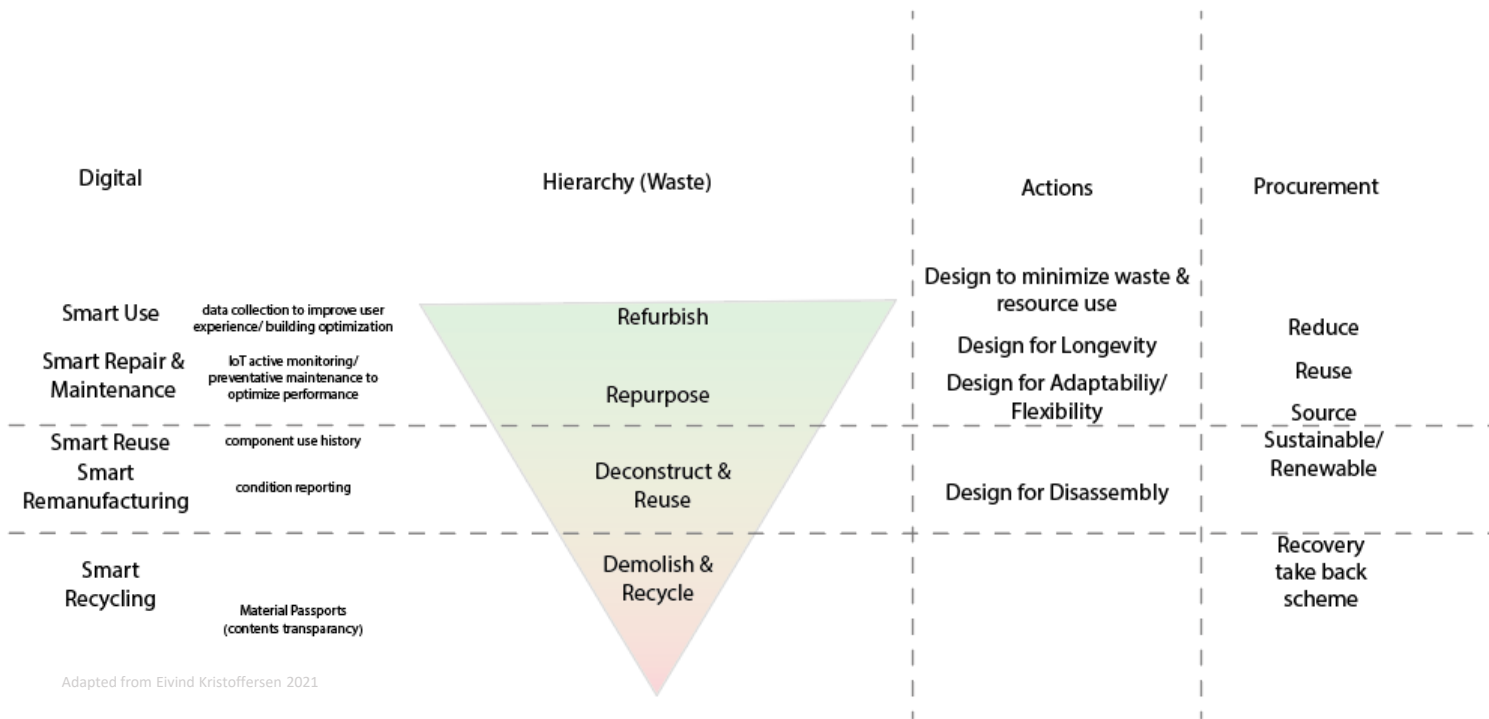 Digital
Hierarchy (Waste)
Actions
Procurement
Smart Use
data collection to improve user
experience/ building optimization
Smart Repair &
Maintenance
IoT active monitoring/
preventative maintenance to
optimize performance
Smart Reuse
component use history
Smart
Remanufacturing
condition reporting
Smart
Recycling
Material Passports
(contents transparancy)
Refurbish
Repurpose
Deconstruct &
Reuse
Demolish &
Recycle
Design to minimize waste &
resource use
Design for Longevity
Design for Adaptabiliy/
Flexibility
Design for Disassembly
Reduce
Reuse
Source
Sustainable/
Renewable
Recovery
take back
scheme
Adapted from Eivind Kristoffersen 2021